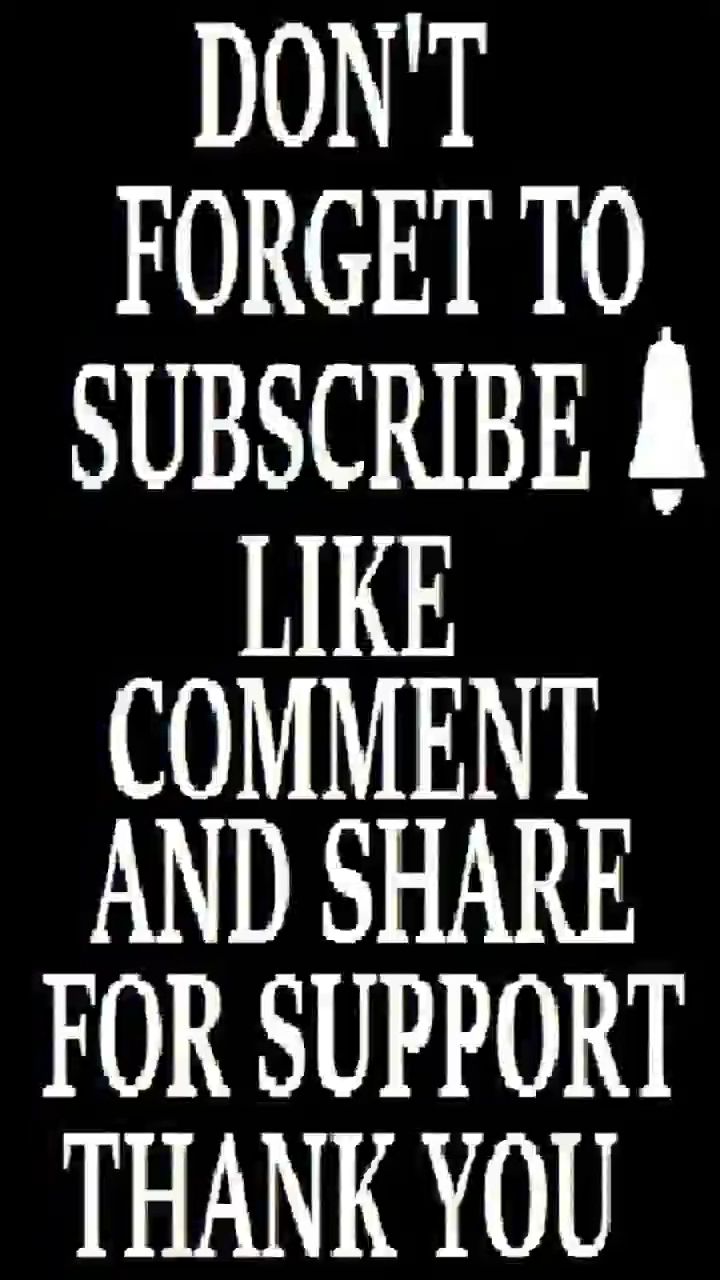 DON'T
FORGET TO
SUBSCRIBE
LIKE
COMMENT
AND SHARE
FOR SUPPORT
THANK YOU